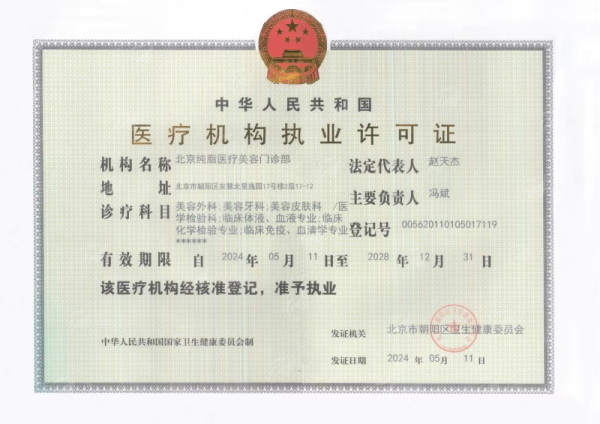 中华人民共和国
医疗机构执业许可证
机构名称 北京纯脂医疗美容门诊部
法定代表人 赵天杰
地址 北京市朝阳区安慧北里逸园17号楼2层17-12
主要负责人 冯斌
诊疗科目 美容外科;美容牙科;美容皮肤科 /医
学检验科;临床体液、血液专业;临床
化学检验专业;临床免疫、血清学专业
******
登记号 005620110105017119
有效期限 自 2024 年 05 月 11 日至 2028 年 12 月 31 日
该医疗机构经核准登记，准予执业
发证机关 北京市朝阳区卫生健康委员会
中华人民共和国国家卫生健康委员会制
发证日期 2024 年 05月 11 日